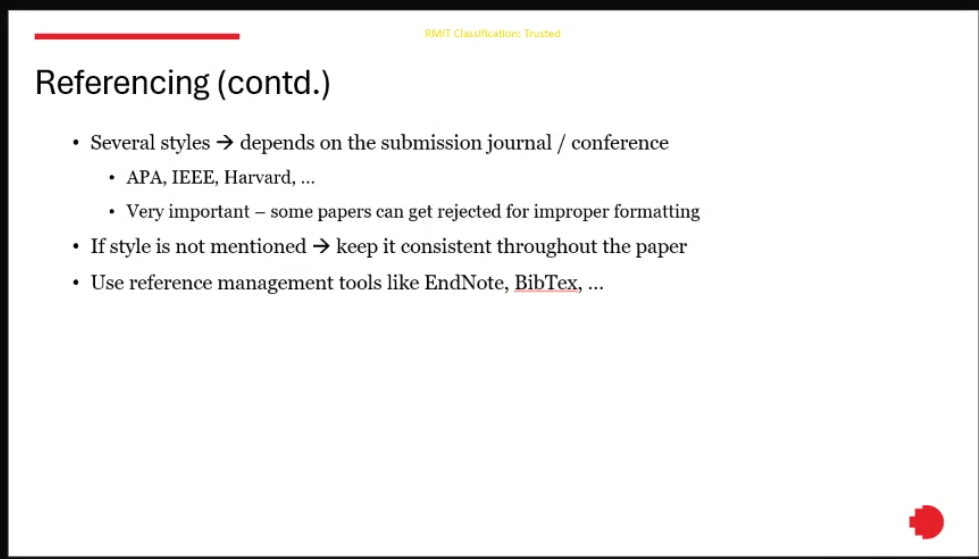 RMIT Classification: Trusted
Referencing (contd.)
• Several styles → depends on the submission journal / conference
• APA, IEEE, Harvard, ...
• Very important – some papers can get rejected for improper formatting
• If style is not mentioned → keep it consistent throughout the paper
• Use reference management tools like EndNote, BibTex, ...